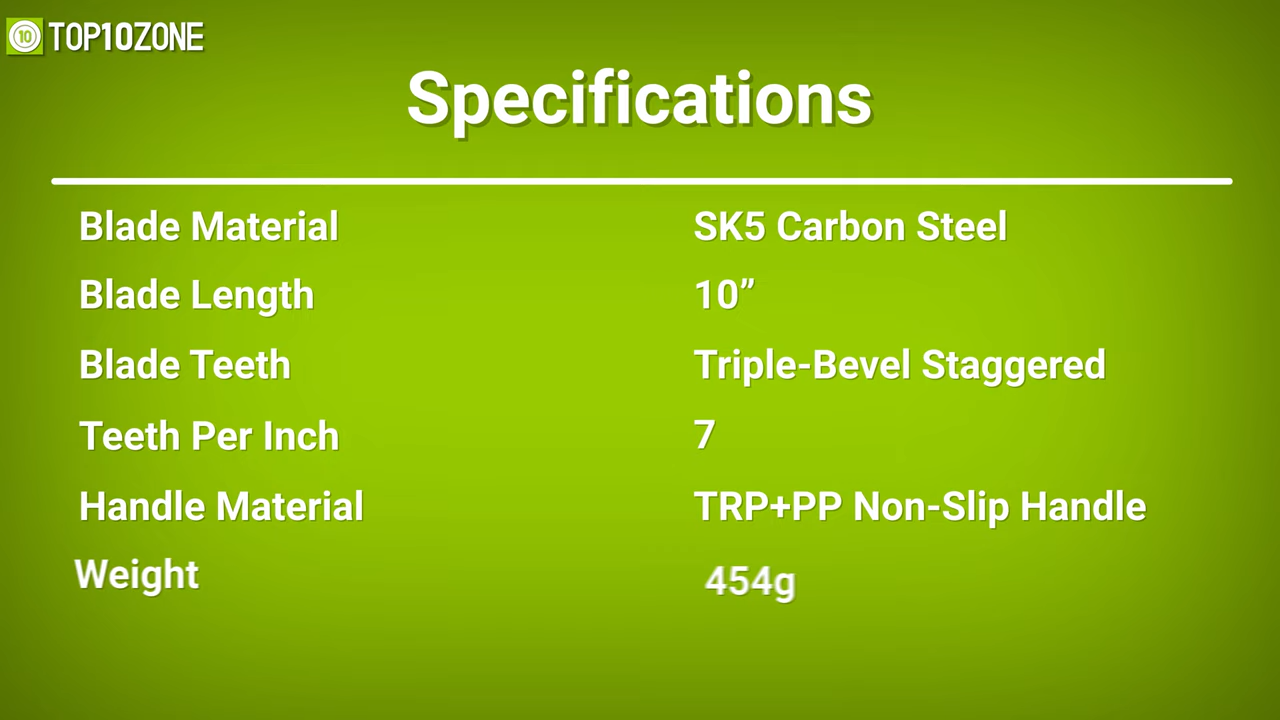 10 TOP10ZONE
Specifications
Blade Material SK5 Carbon Steel
Blade Length 10”
Blade Teeth Triple-Bevel Staggered
Teeth Per Inch 7
Handle Material TRP+PP Non-Slip Handle
Weight 454g